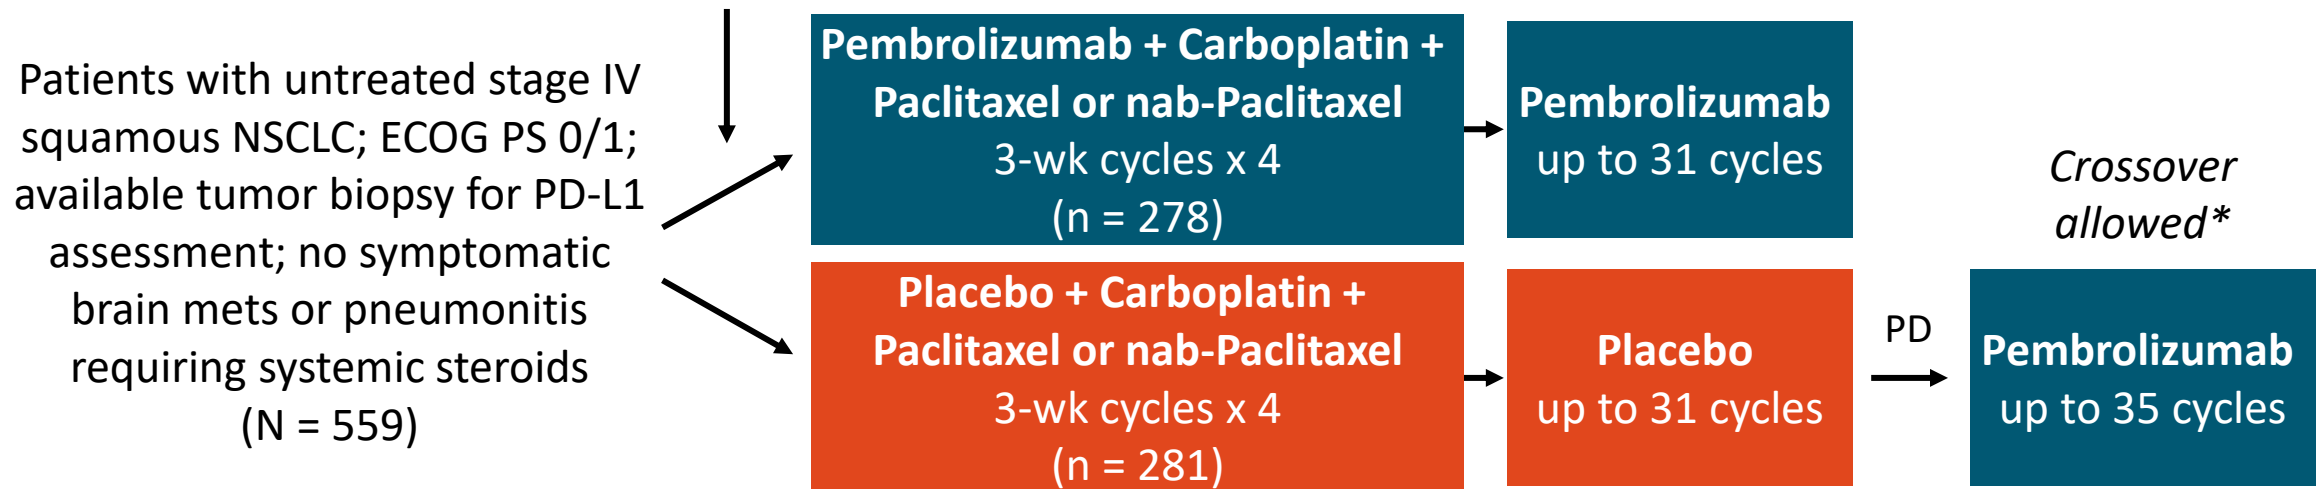 Patients with untreated stage IV
squamous NSCLC; ECOG PS 0/1;
available tumor biopsy for PD-L1
assessment; no symptomatic
brain mets or pneumonitis
requiring systemic steroids
(N = 559)
Pembrolizumab + Carboplatin +
Paclitaxel or nab-Paclitaxel
3-wk cycles x 4
(n = 278)
Pembrolizumab
up to 31 cycles
Placebo + Carboplatin +
Paclitaxel or nab-Paclitaxel
3-wk cycles x 4
(n = 281)
Placebo
up to 31 cycles
PD
Crossover
allowed*
Pembrolizumab
up to 35 cycles